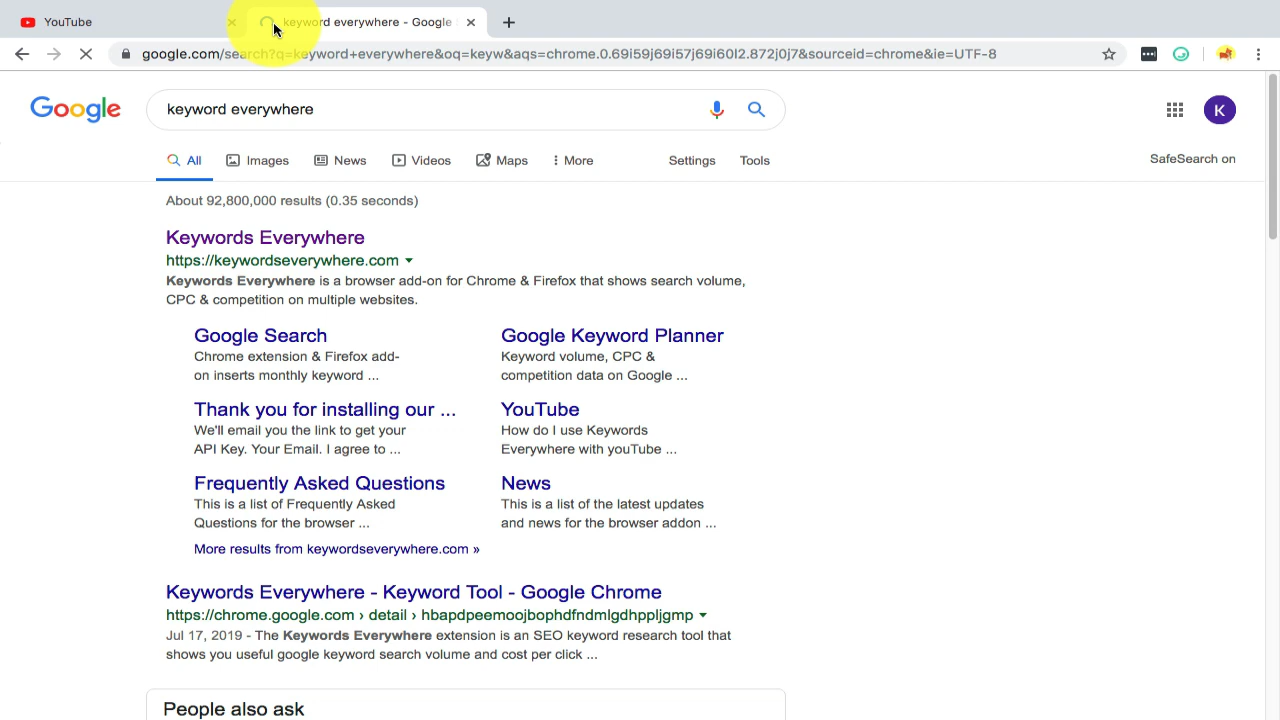 YouTube
keyword everywhere - Google
google.com/search?q=keyword+everywhere&oq=keyw&aqs=chrome.0.69i59j69i57j69i60l2.872j0j7&sourceid=chrome&ie=UTF-8
Google
keyword everywhere
K
All Images News Videos Maps More Settings Tools
SafeSearch on
About 92,800,000 results (0.35 seconds)
Keywords Everywhere
https://keywordseverywhere.com
Keywords Everywhere is a browser add-on for Chrome & Firefox that shows search volume,
CPC & competition on multiple websites.
Google Search
Chrome extension & Firefox add-
on inserts monthly keyword ...
Google Keyword Planner
Keyword volume, CPC &
competition data on Google ...
Thank you for installing our ...
We'll email you the link to get your
API Key. Your Email. I agree to ...
YouTube
How do I use Keywords
Everywhere with youTube ...
Frequently Asked Questions
This is a list of Frequently Asked
Questions for the browser ...
News
This is a list of the latest updates
and news for the browser addon ...
More results from keywordseverywhere.com »
Keywords Everywhere - Keyword Tool - Google Chrome
https://chrome.google.com › detail › hbapdpeemoojbophdfndmlgdhppljgmp
Jul 17, 2019 - The Keywords Everywhere extension is an SEO keyword research tool that
shows you useful google keyword search volume and cost per click ...
People also ask